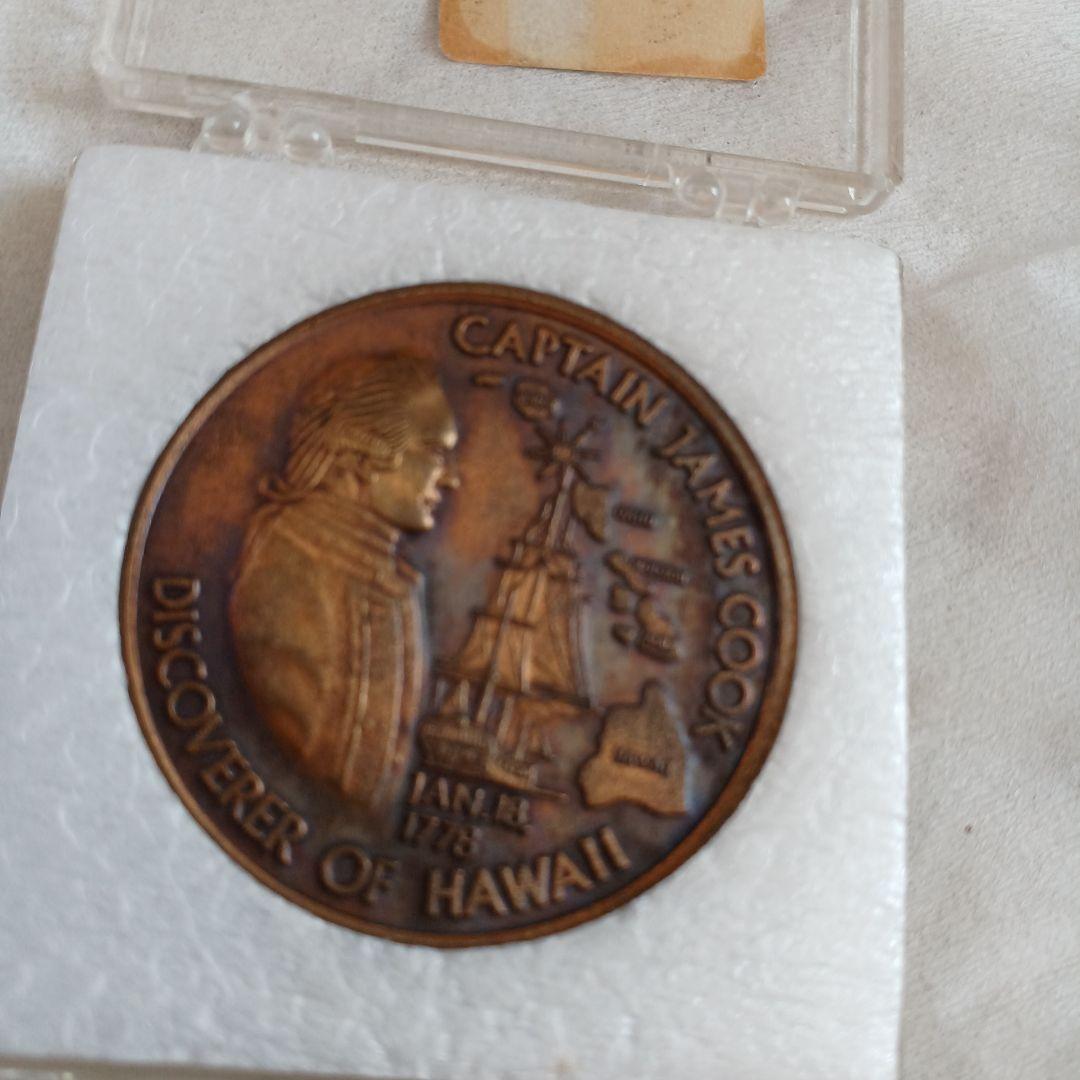 CAPTAIN JAMES COOK
JAN. 18
1778
DISCOVERER OF HAWAII